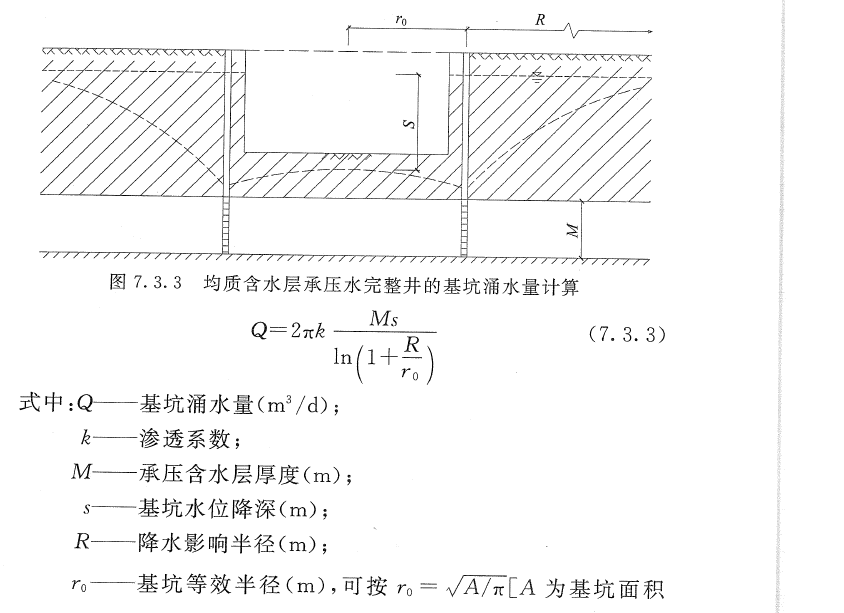 r₀
R
S
M
图 7.3.3 均质含水层承压水完整井的基坑涌水量计算
Q=2πk Ms/ln(1+R/r₀) (7.3.3)
式中:Q——基坑涌水量(m³/d);
k——渗透系数;
M——承压含水层厚度(m);
s——基坑水位降深(m);
R——降水影响半径(m);
r₀——基坑等效半径(m),可按 r₀=√A/π[A 为基坑面积